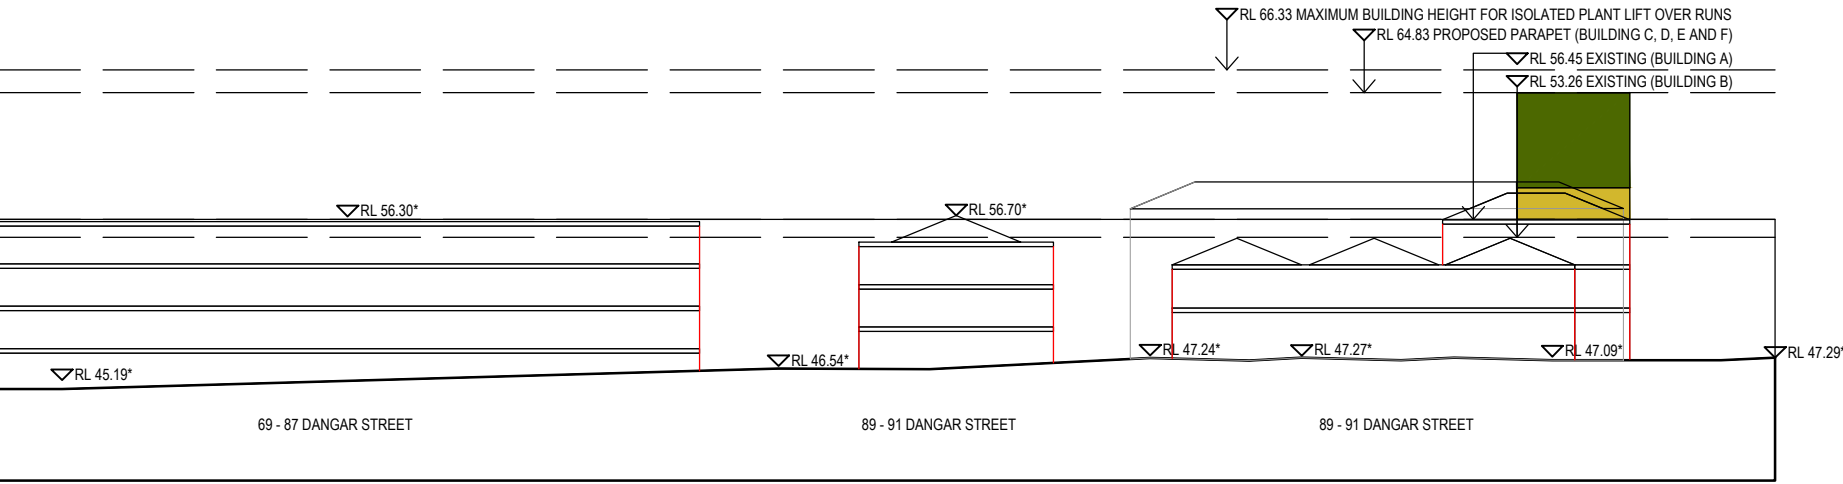 RL 66.33 MAXIMUM BUILDING HEIGHT FOR ISOLATED PLANT LIFT OVER RUNS
RL 64.83 PROPOSED PARAPET (BUILDING C, D, E AND F)
RL 56.45 EXISTING (BUILDING A)
RL 53.26 EXISTING (BUILDING B)
RL 56.30*
RL 56.70*
RL 45.19*
RL 46.54*
RL 47.24*
RL 47.27*
RL 47.09*
RL 47.29*
69 - 87 DANGAR STREET
89 - 91 DANGAR STREET
89 - 91 DANGAR STREET